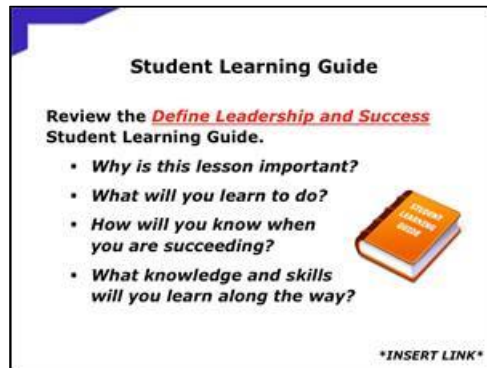 Student Learning Guide
Review the Define Leadership and Success
Student Learning Guide.
• Why is this lesson important?
• What will you learn to do?
• How will you know when
you are succeeding?
• What knowledge and skills
will you learn along the way?
STUDENT
LEARNING
GUIDE
*INSERT LINK*